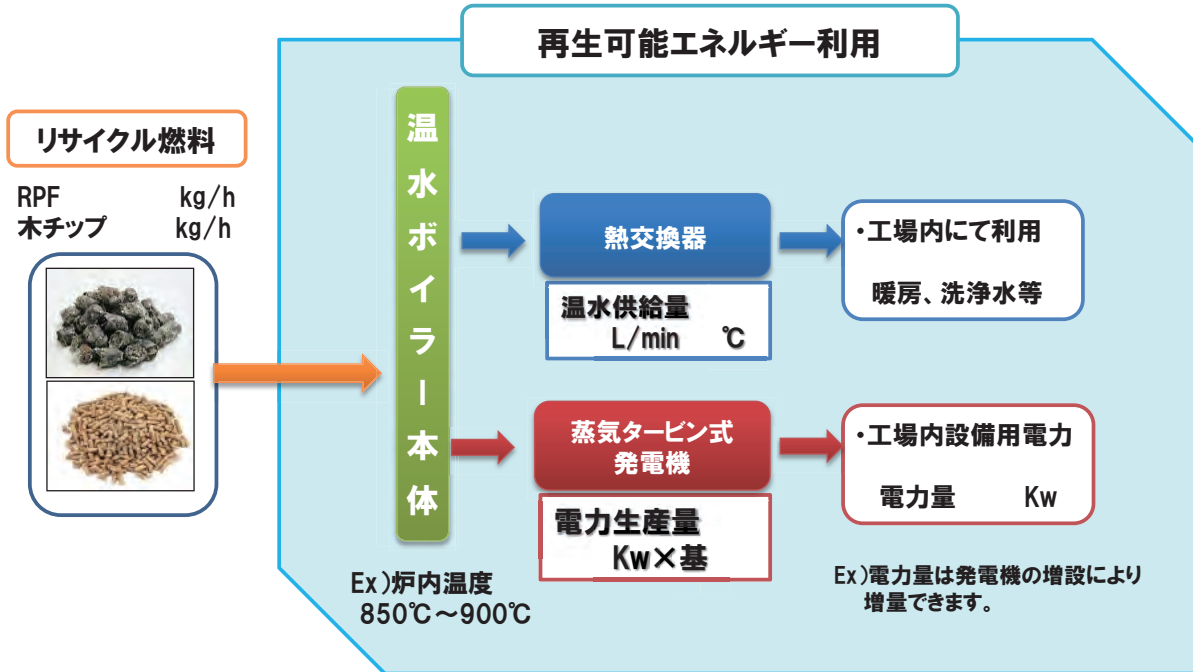 再生可能エネルギー利用
リサイクル燃料
RPF kg/h
木チップ kg/h
温水ボイラー本体
Ex)炉内温度
850℃～900℃
熱交換器
温水供給量
L/min ℃
・工場内にて利用
暖房、洗浄水等
蒸気タービン式
発電機
電力生産量
Kw×基
・工場内設備用電力
電力量 Kw
Ex)電力量は発電機の増設により
増量できます。